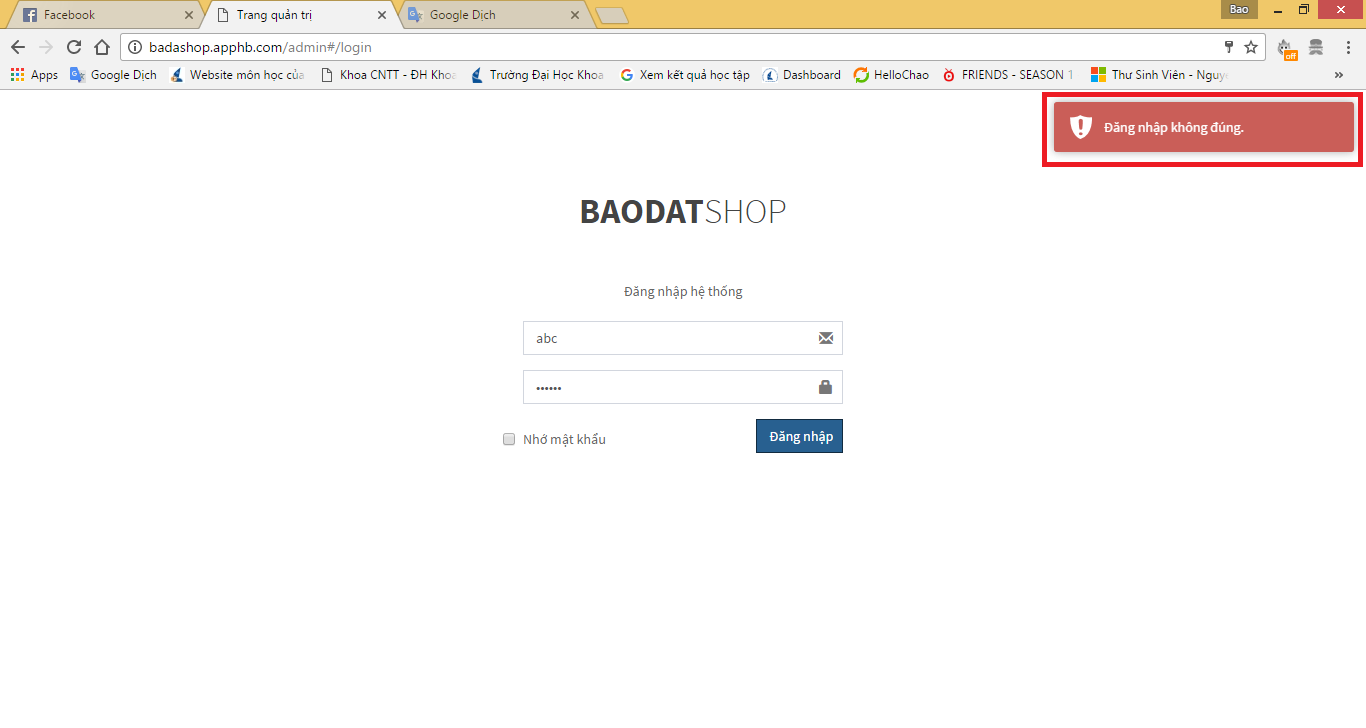 Facebook
Trang quản trị
Google Dịch
Bao
badashop.apphb.com/admin#/login
off
Apps
Google Dịch
Website môn học của
Khoa CNTT - ĐH Khoa
Trường Đại Học Khoa
Xem kết quả học tập
Dashboard
HelloChao
FRIENDS - SEASON 1
Thư Sinh Viên - Nguy
Đăng nhập không đúng.
BAODATSHOP
Đăng nhập hệ thống
abc
••••••
Nhớ mật khẩu
Đăng nhập